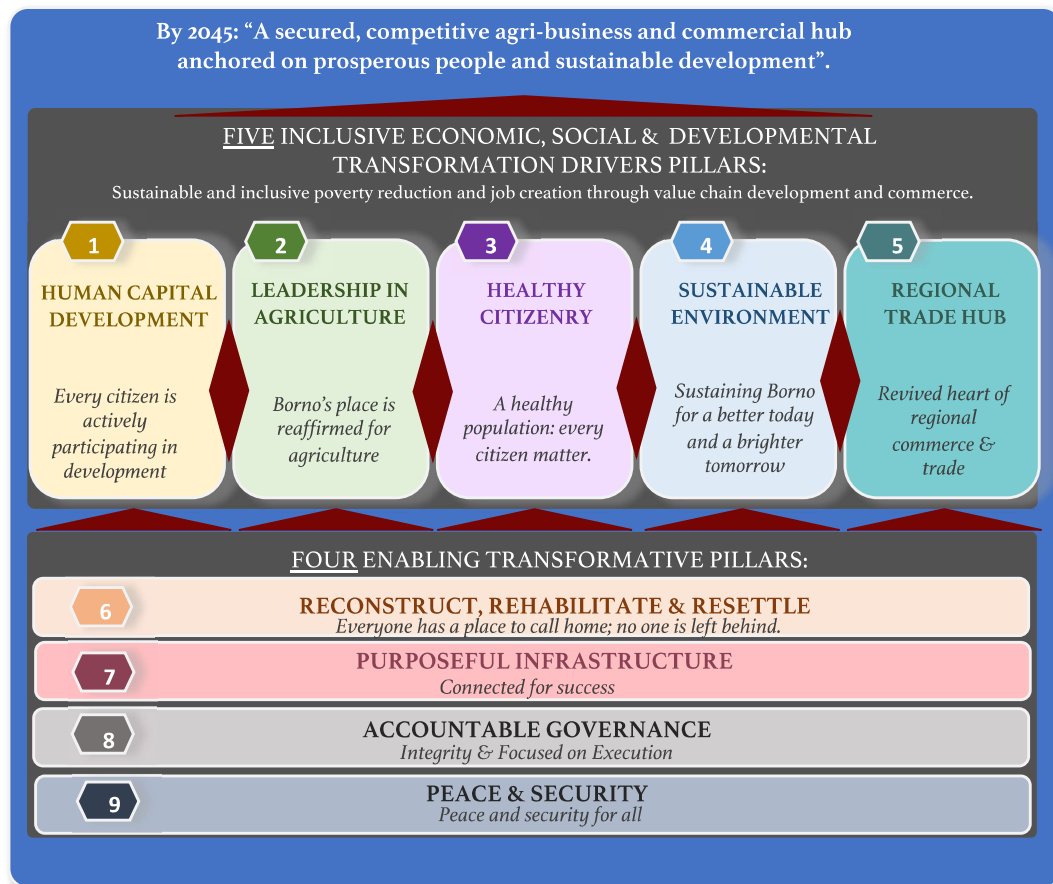 By 2045: “A secured, competitive agri-business and commercial hub
anchored on prosperous people and sustainable development”.
FIVE INCLUSIVE ECONOMIC, SOCIAL & DEVELOPMENTAL
TRANSFORMATION DRIVERS PILLARS:
Sustainable and inclusive poverty reduction and job creation through value chain development and commerce.
1
HUMAN CAPITAL
DEVELOPMENT
Every citizen is
actively
participating in
development
2
LEADERSHIP IN
AGRICULTURE
Borno’s place is
reaffirmed for
agriculture
3
HEALTHY
CITIZENRY
A healthy
population: every
citizen matter.
4
SUSTAINABLE
ENVIRONMENT
Sustaining Borno
for a better today
and a brighter
tomorrow
5
REGIONAL
TRADE HUB
Revived heart of
regional
commerce &
trade
FOUR ENABLING TRANSFORMATIVE PILLARS:
6
RECONSTRUCT, REHABILITATE & RESETTLE
Everyone has a place to call home; no one is left behind.
7
PURPOSEFUL INFRASTRUCTURE
Connected for success
8
ACCOUNTABLE GOVERNANCE
Integrity & Focused on Execution
9
PEACE & SECURITY
Peace and security for all